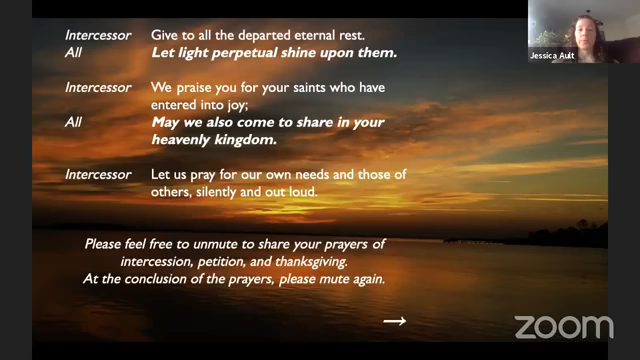 Intercessor Give to all the departed eternal rest.
All Let light perpetual shine upon them.
Intercessor We praise you for your saints who have
entered into joy;
All May we also come to share in your
heavenly kingdom.
Intercessor Let us pray for our own needs and those of
others, silently and out loud.
Please feel free to unmute to share your prayers of
intercession, petition, and thanksgiving.
At the conclusion of the prayers, please mute again.
→
Jessica Ault
zoom